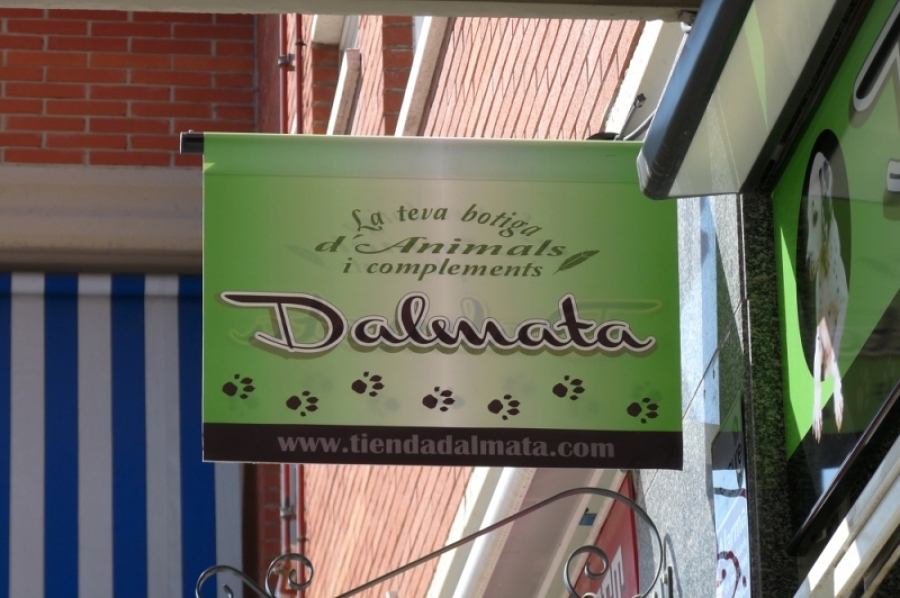 La teva botiga
d'Animals
i complements
Dalmata
www.tiendadalmata.com